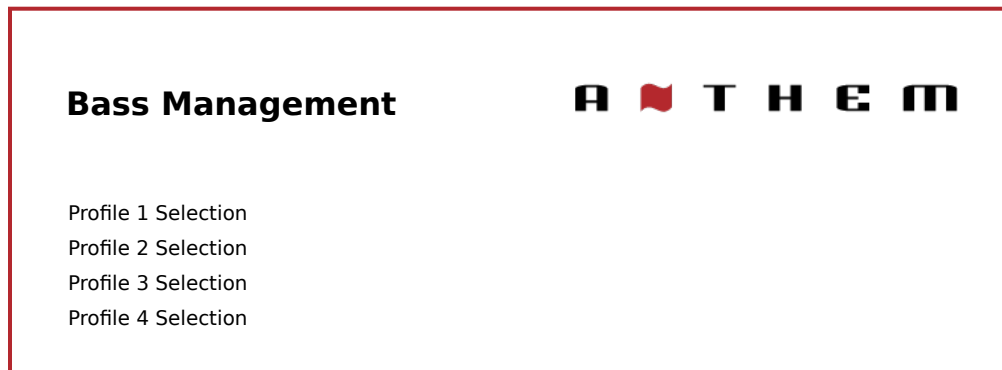 Bass Management
ANTHEM
Profile 1 Selection
Profile 2 Selection
Profile 3 Selection
Profile 4 Selection